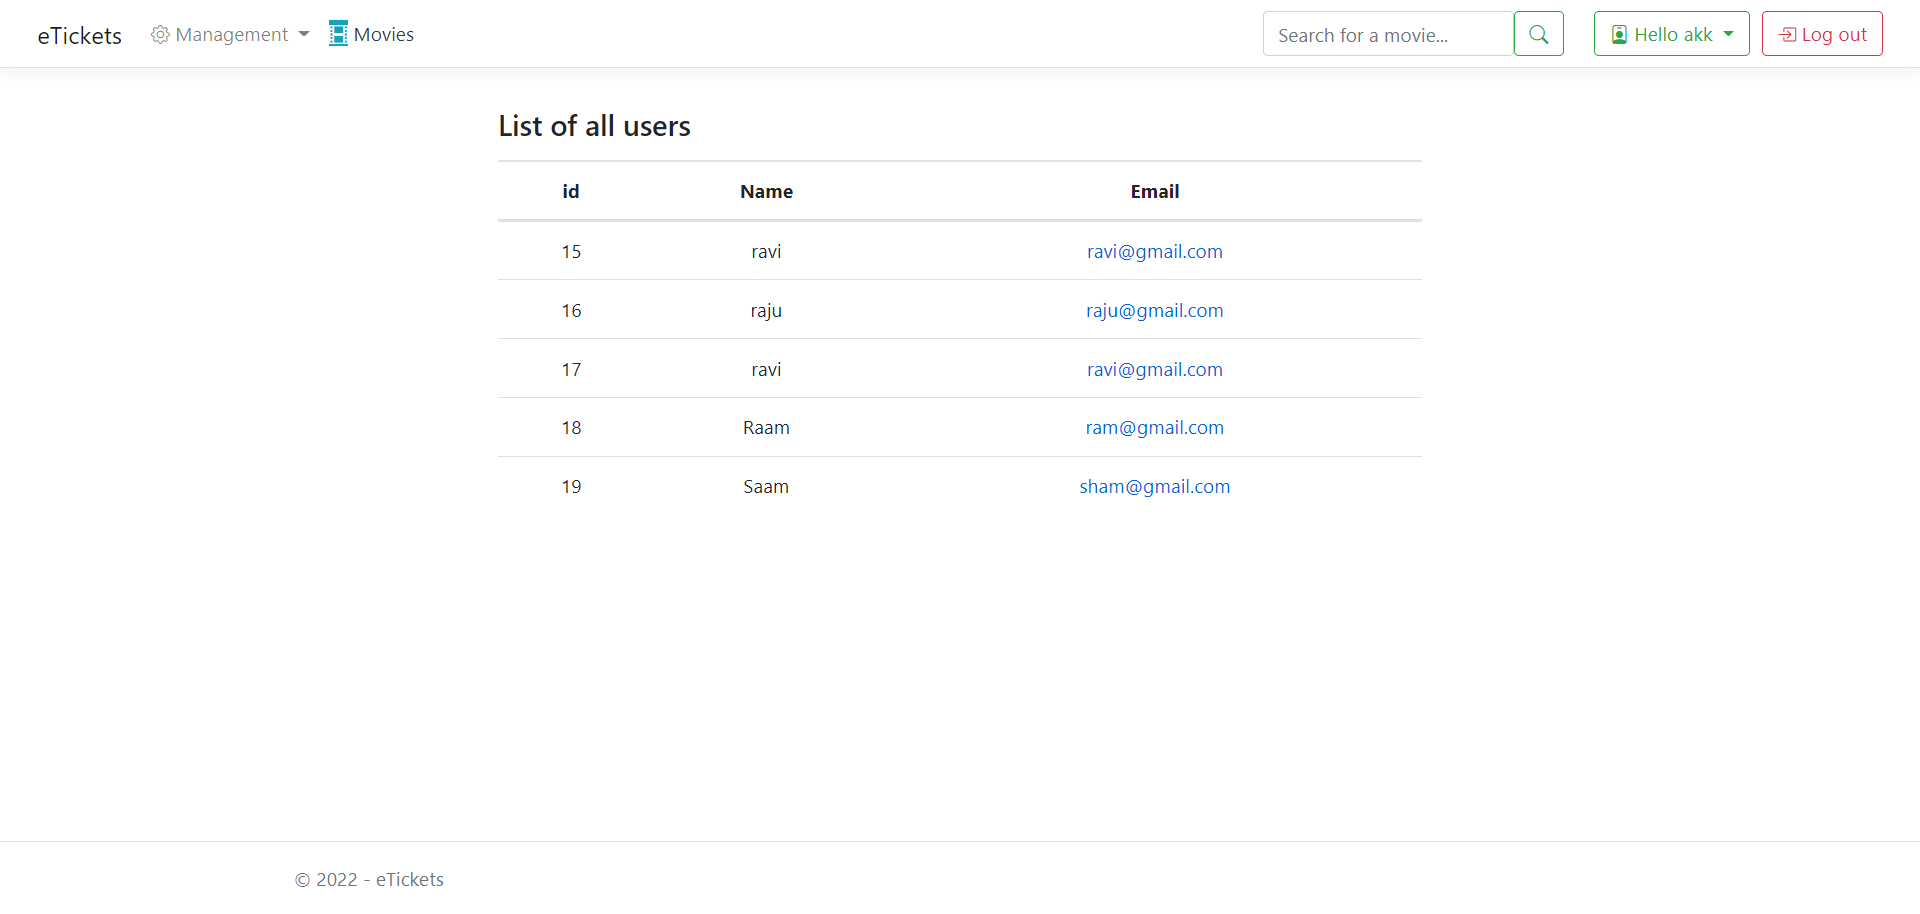 eTickets Management Movies Search for a movie... Hello akk Log out
List of all users
id Name Email
15 ravi ravi@gmail.com
16 raju raju@gmail.com
17 ravi ravi@gmail.com
18 Raam ram@gmail.com
19 Saam sham@gmail.com
© 2022 - eTickets